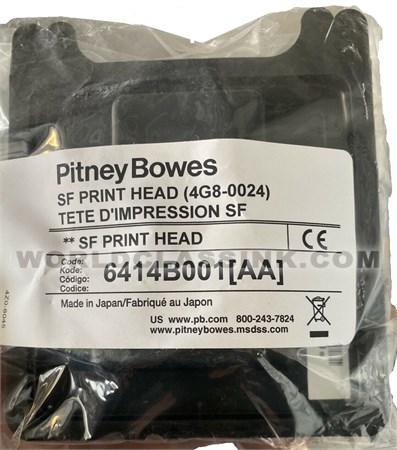 PitneyBowes
SF PRINT HEAD (4G8-0024)
TETE D'IMPRESSION SF
** SF PRINT HEAD
CE
WORLDCLASSINK.COM
Code:
Kode:
Código:
Codice:
6414B001[AA]
Made in Japan/Fabriqué au Japon
US www.pb.com 800-243-7824
www.pitneybowes.msdss.com
4Z0-6045